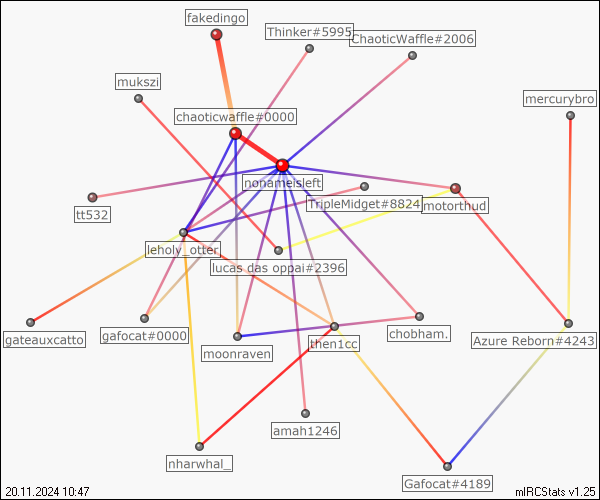 fakedingo
Thinker#5995
ChaoticWaffle#2006
mukszi
mercurybro
chaoticwaffle#0000
nonameisleft
TripleMidget#8824
motorthud
tt532
leholy_otter
lucas das oppai#2396
gateauxcatto
gafocat#0000
moonraven
then1cc
chobham.
Azure Reborn#4243
amah1246
nharwhal_
Gafocat#4189
20.11.2024 10:47
mIRCStats v1.25